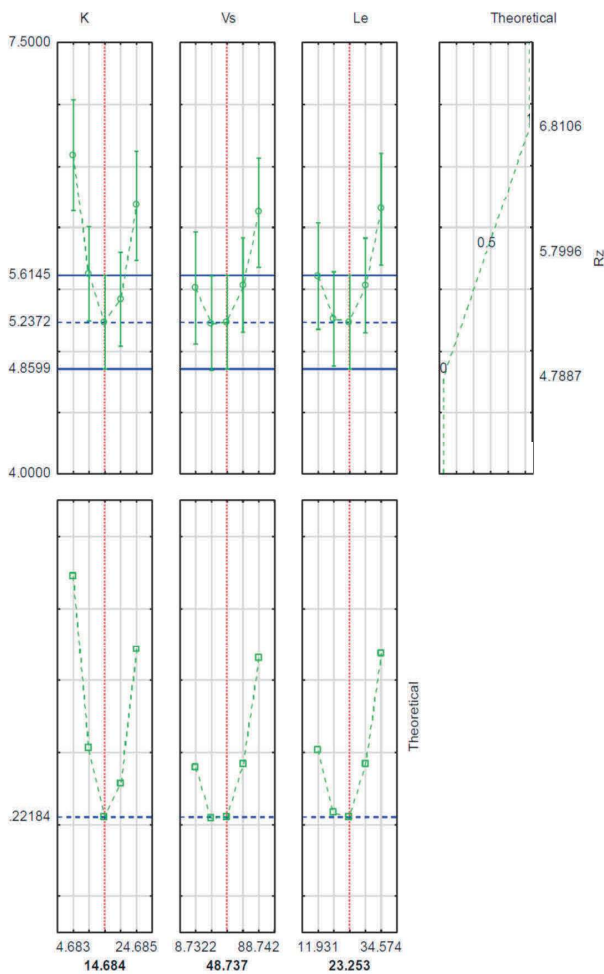 K Vs Le Theoretical
7.5000
6.8106
0.5
5.7996
Rz
5.6145
5.2372
4.8599
0
4.7887
4.0000
Theoretical
.22184
4.683 24.685 8.7322 88.742 11.931 34.574
14.684 48.737 23.253